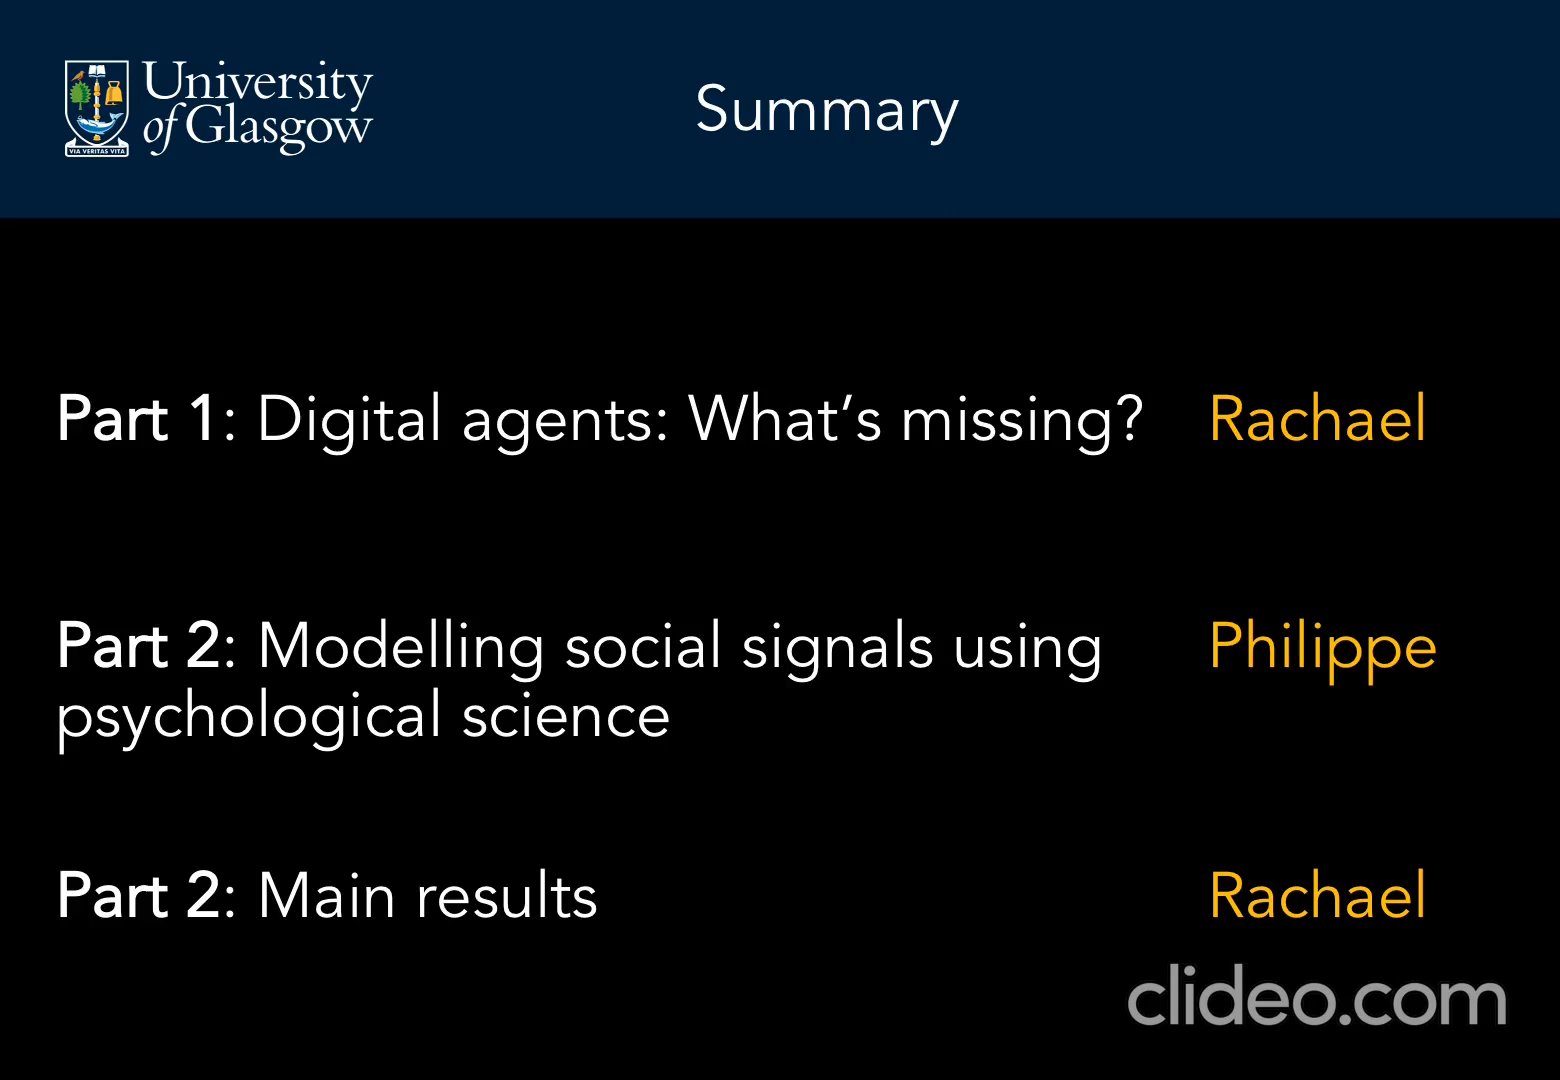 University
of Glasgow
VIA VERITAS VITA
Summary
Part 1: Digital agents: What’s missing? Rachael
Part 2: Modelling social signals using Philippe
psychological science
Part 2: Main results Rachael
clideo.com